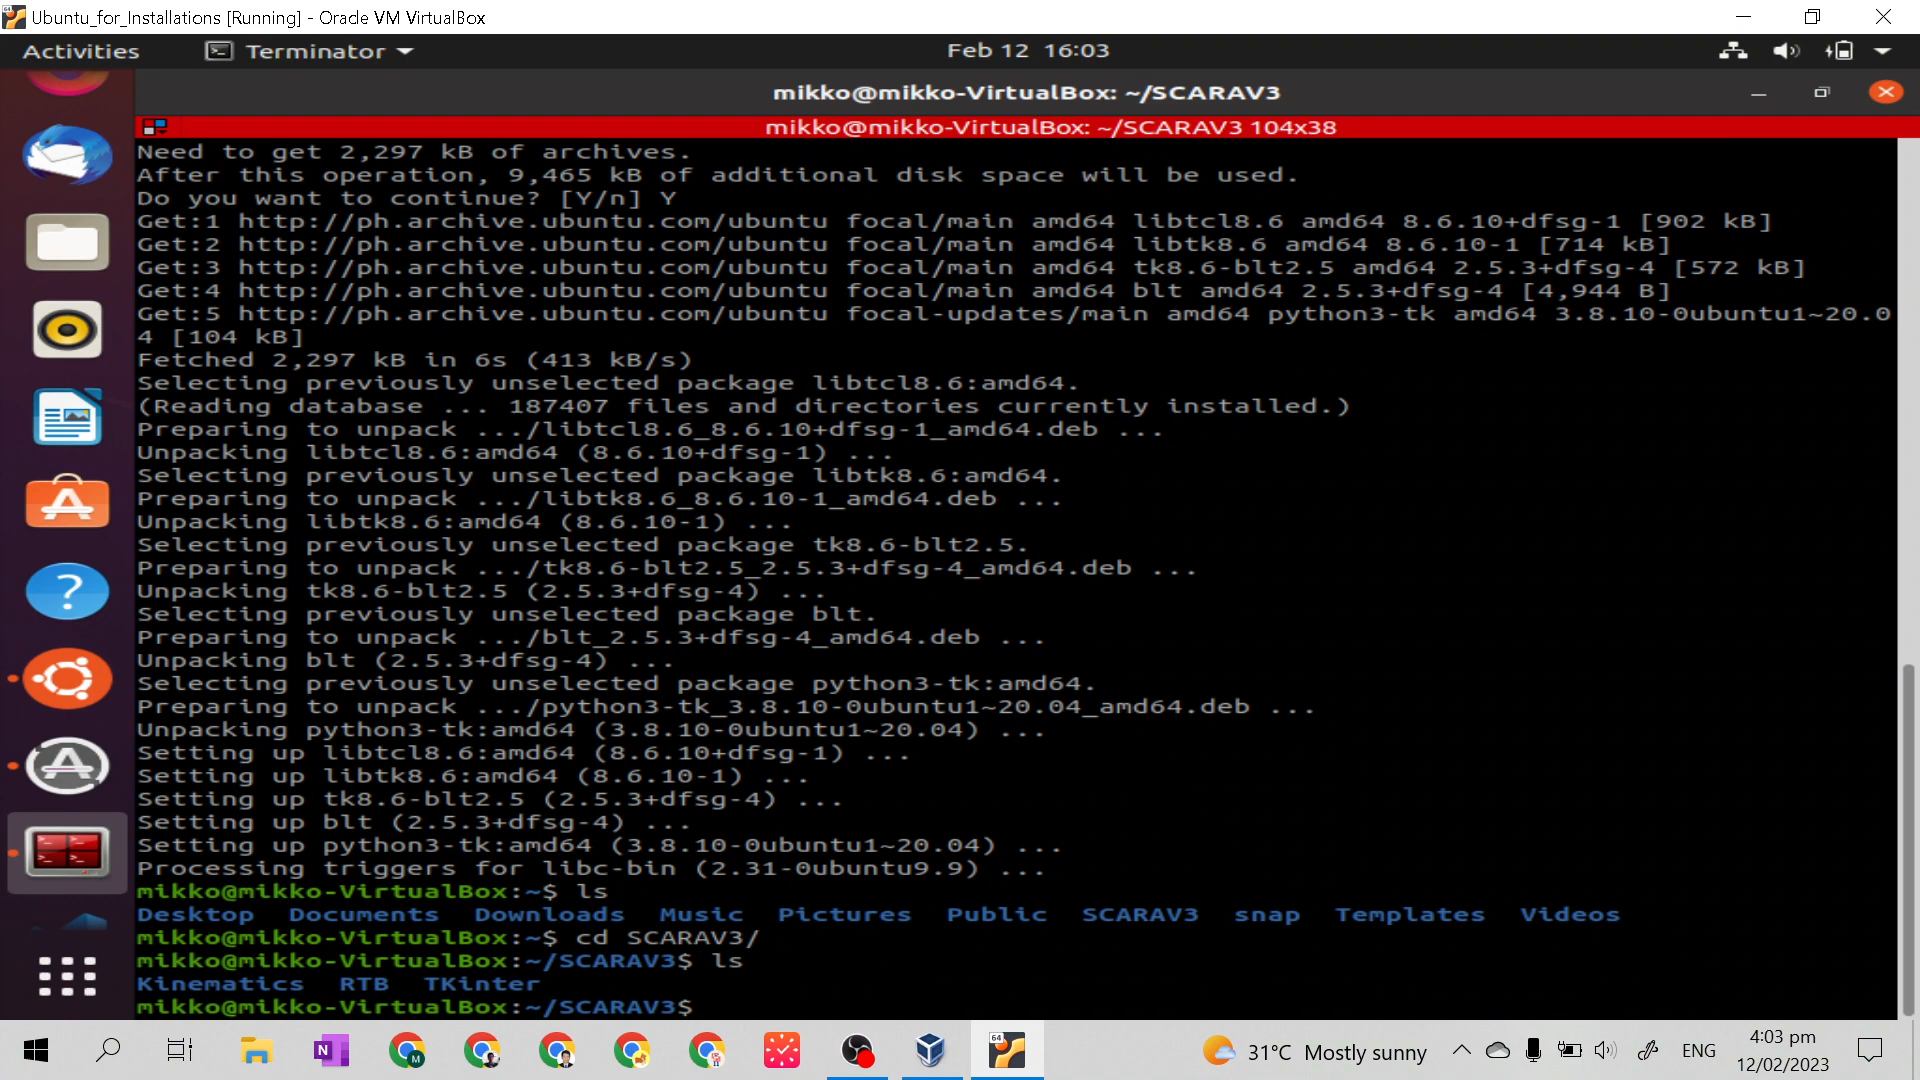 Ubuntu_for_Installations [Running] - Oracle VM VirtualBox
Activities Terminator Feb 12 16:03
mikko@mikko-VirtualBox: ~/SCARAV3
mikko@mikko-VirtualBox: ~/SCARAV3 104x38
Need to get 2,297 kB of archives.
After this operation, 9,465 kB of additional disk space will be used.
Do you want to continue? [Y/n] Y
Get:1 http://ph.archive.ubuntu.com/ubuntu focal/main amd64 libtcl8.6 amd64 8.6.10+dfsg-1 [902 kB]
Get:2 http://ph.archive.ubuntu.com/ubuntu focal/main amd64 libtk8.6 amd64 8.6.10-1 [714 kB]
Get:3 http://ph.archive.ubuntu.com/ubuntu focal/main amd64 tk8.6-blt2.5 amd64 2.5.3+dfsg-4 [572 kB]
Get:4 http://ph.archive.ubuntu.com/ubuntu focal/main amd64 blt amd64 2.5.3+dfsg-4 [4,944 B]
Get:5 http://ph.archive.ubuntu.com/ubuntu focal-updates/main amd64 python3-tk amd64 3.8.10-0ubuntu1~20.0
4 [104 kB]
Fetched 2,297 kB in 6s (413 kB/s)
Selecting previously unselected package libtcl8.6:amd64.
(Reading database ... 187407 files and directories currently installed.)
Preparing to unpack .../libtcl8.6_8.6.10+dfsg-1_amd64.deb ...
Unpacking libtcl8.6:amd64 (8.6.10+dfsg-1) ...
Selecting previously unselected package libtk8.6:amd64.
Preparing to unpack .../libtk8.6_8.6.10-1_amd64.deb ...
Unpacking libtk8.6:amd64 (8.6.10-1) ...
Selecting previously unselected package tk8.6-blt2.5.
Preparing to unpack .../tk8.6-blt2.5_2.5.3+dfsg-4_amd64.deb ...
Unpacking tk8.6-blt2.5 (2.5.3+dfsg-4) ...
Selecting previously unselected package blt.
Preparing to unpack .../blt_2.5.3+dfsg-4_amd64.deb ...
Unpacking blt (2.5.3+dfsg-4) ...
Selecting previously unselected package python3-tk:amd64.
Preparing to unpack .../python3-tk_3.8.10-0ubuntu1~20.04_amd64.deb ...
Unpacking python3-tk:amd64 (3.8.10-0ubuntu1~20.04) ...
Setting up libtcl8.6:amd64 (8.6.10+dfsg-1) ...
Setting up libtk8.6:amd64 (8.6.10-1) ...
Setting up tk8.6-blt2.5 (2.5.3+dfsg-4) ...
Setting up blt (2.5.3+dfsg-4) ...
Setting up python3-tk:amd64 (3.8.10-0ubuntu1~20.04) ...
Processing triggers for libc-bin (2.31-0ubuntu9.9) ...
mikko@mikko-VirtualBox:~$ ls
Desktop Documents Downloads Music Pictures Public SCARAV3 snap Templates Videos
mikko@mikko-VirtualBox:~$ cd SCARAV3/
mikko@mikko-VirtualBox:~/SCARAV3$ ls
Kinematics RTB TKinter
mikko@mikko-VirtualBox:~/SCARAV3$
31°C Mostly sunny ENG 4:03 pm
12/02/2023